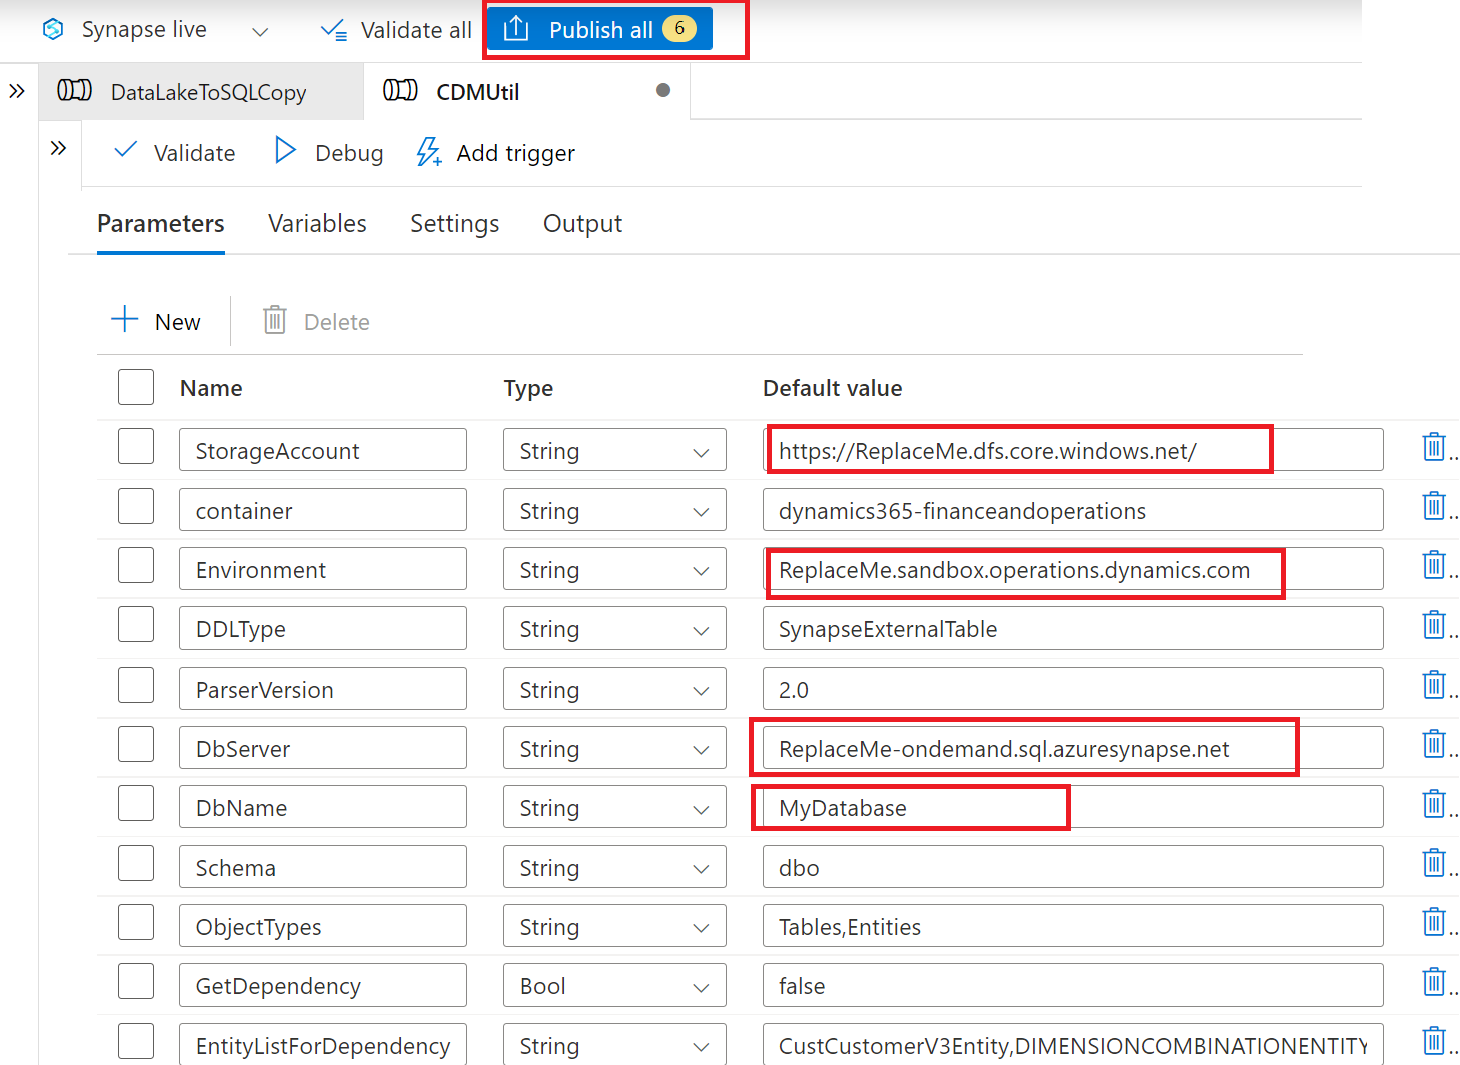 Synapse live Validate all Publish all 6
DataLakeToSQLCopy CDMUtil
Validate Debug Add trigger
Parameters Variables Settings Output
New Delete
Name Type Default value
StorageAccount String https://ReplaceMe.dfs.core.windows.net/
container String dynamics365-financeandoperations
Environment String ReplaceMe.sandbox.operations.dynamics.com
DDLType String SynapseExternalTable
ParserVersion String 2.0
DbServer String ReplaceMe-ondemand.sql.azuresynapse.net
DbName String MyDatabase
Schema String dbo
ObjectTypes String Tables,Entities
GetDependency Bool false
EntityListForDependency String CustCustomerV3Entity,DIMENSIONCOMBINATIONENTITY